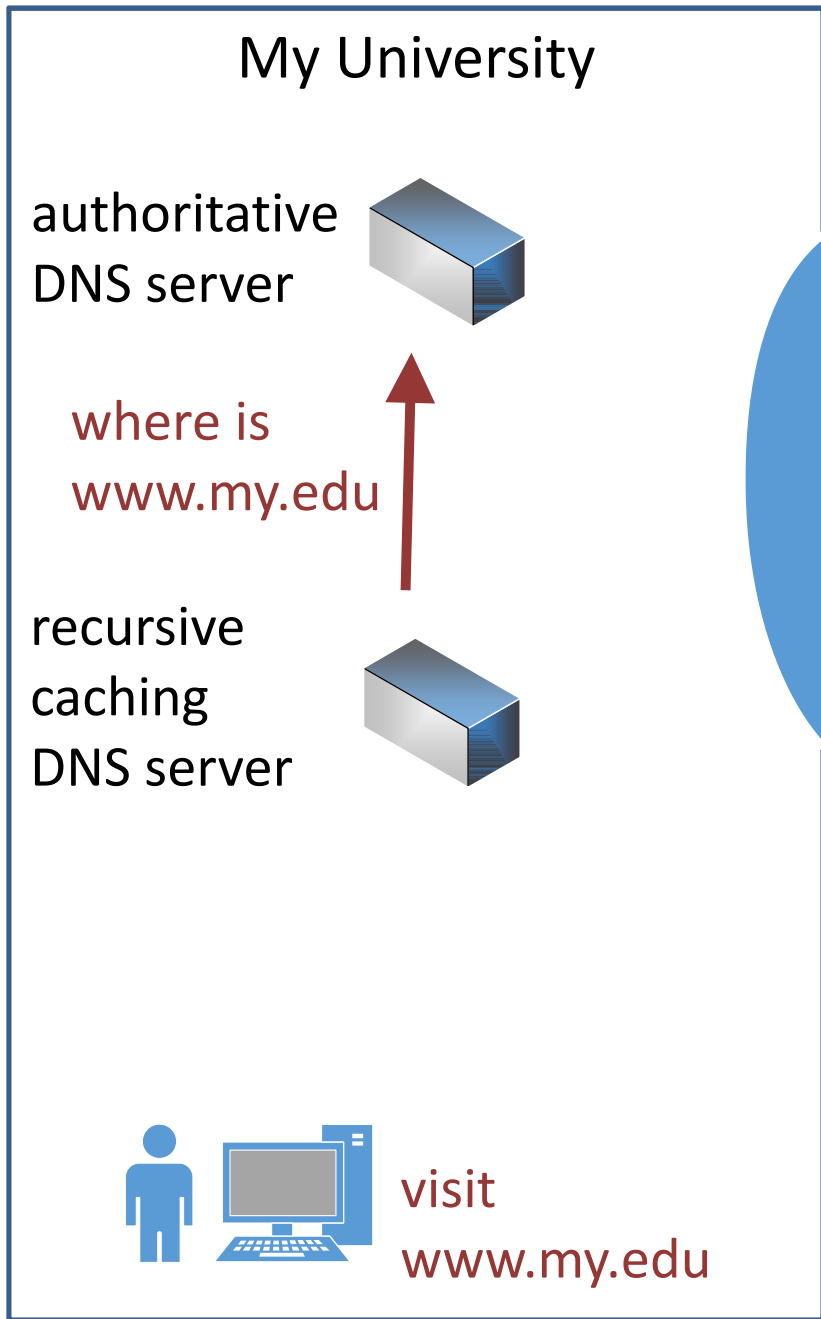 My University
authoritative
DNS server
where is
www.my.edu
recursive
caching
DNS server
visit
www.my.edu